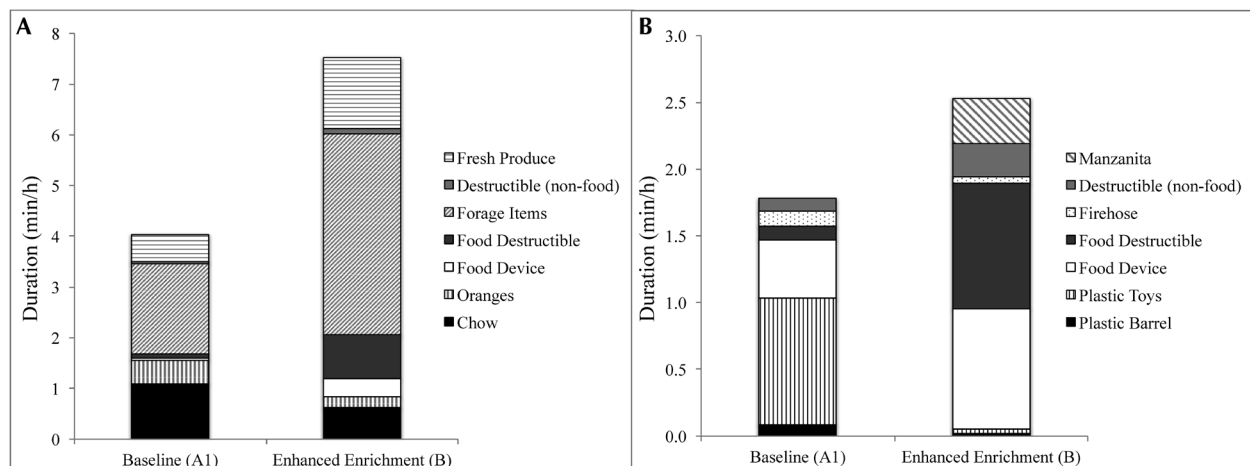 A
Duration (min/h)
8
7
6
5
4
3
2
1
0
Fresh Produce
Destructible (non-food)
Forage Items
Food Destructible
Food Device
Oranges
Chow
Baseline (A1)
Enhanced Enrichment (B)
B
Duration (min/h)
3.0
2.5
2.0
1.5
1.0
0.5
0.0
Manzanita
Destructible (non-food)
Firehose
Food Destructible
Food Device
Plastic Toys
Plastic Barrel
Baseline (A1)
Enhanced Enrichment (B)